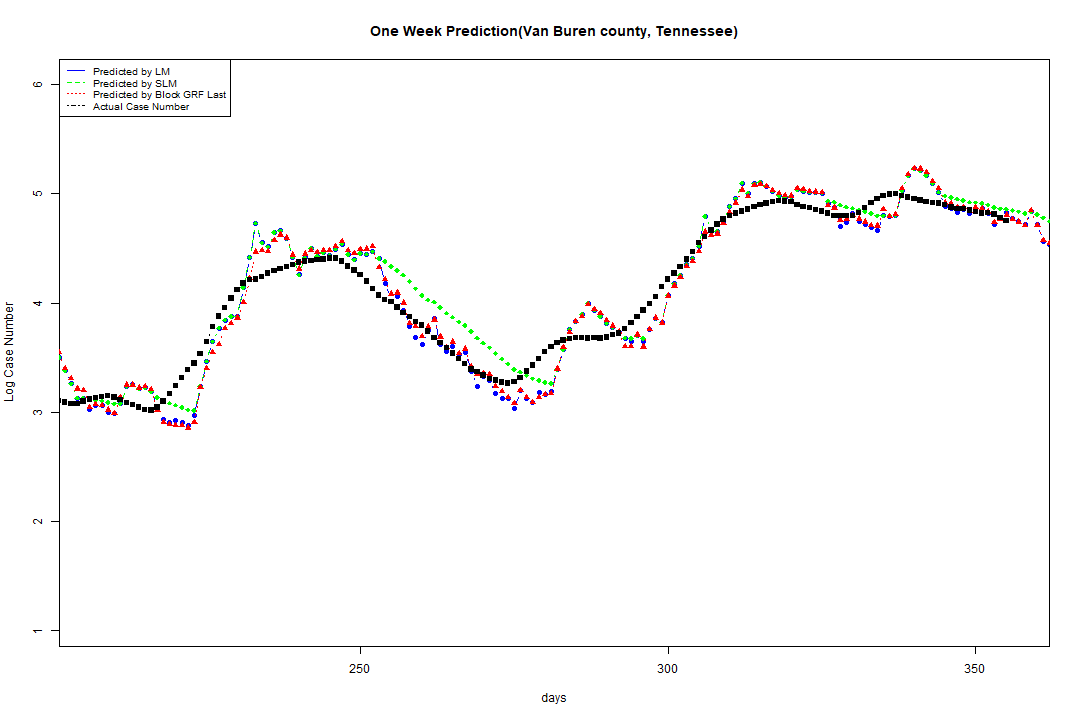 One Week Prediction(Van Buren county, Tennessee)
Predicted by LM
Predicted by SLM
Predicted by Block GRF Last
Actual Case Number
6
5
4
3
2
1
Log Case Number
250
300
350
days